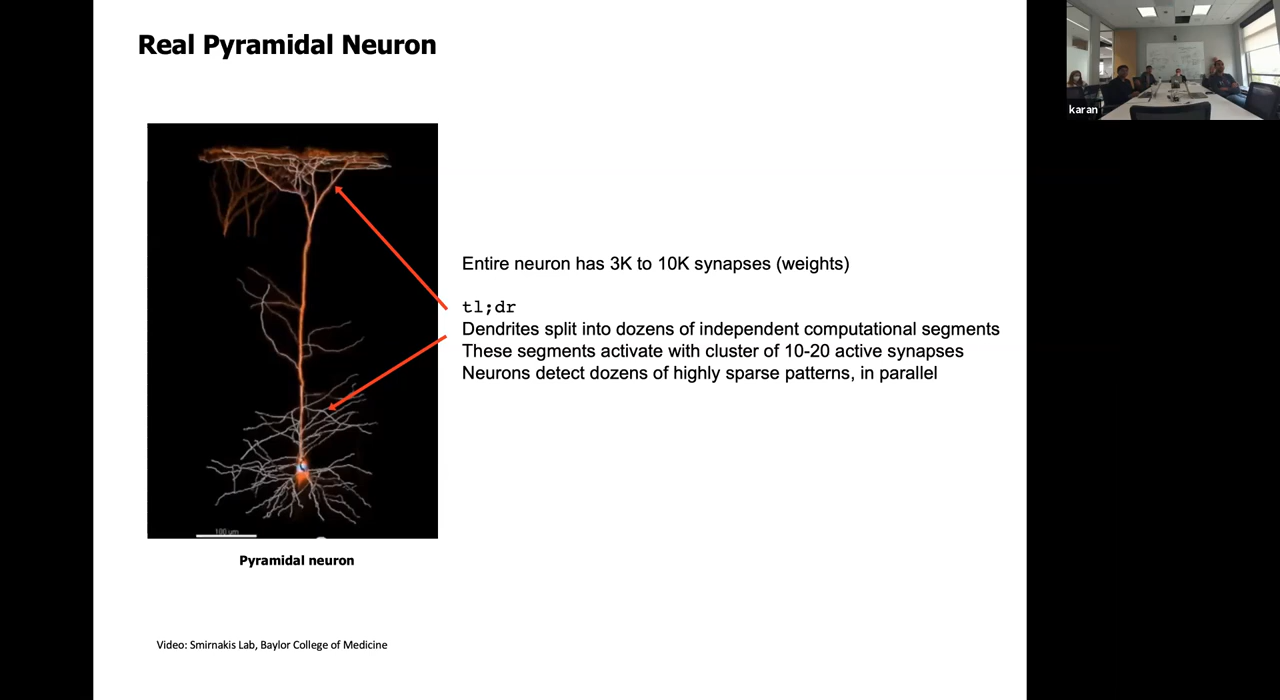 Real Pyramidal Neuron
karan
Entire neuron has 3K to 10K synapses (weights)
tl;dr
Dendrites split into dozens of independent computational segments
These segments activate with cluster of 10-20 active synapses
Neurons detect dozens of highly sparse patterns, in parallel
100 µm
Pyramidal neuron
Video: Smirnakis Lab, Baylor College of Medicine